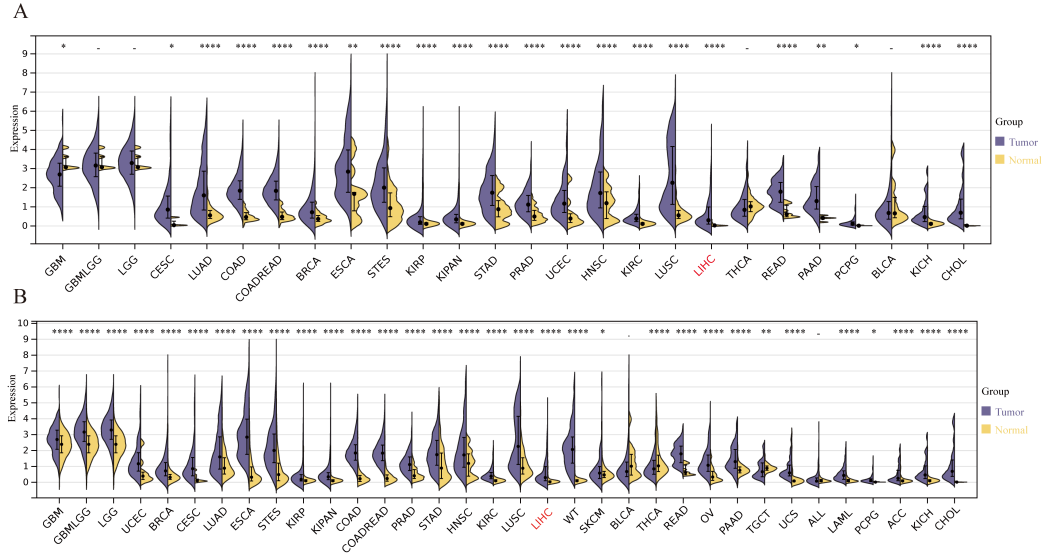 A
* - - * **** **** **** **** ** **** **** **** **** **** **** **** **** **** **** - **** ** * - **** ****
9
8
7
6
5
4
3
2
1
0
Expression
Group
Tumor
Normal
GBM GBMLGG LGG CESC LUAD COAD COADREAD BRCA ESCA STES KIRP KIPAN STAD PRAD UCEC HNSC KIRC LUSC LIHC THCA READ PAAD PCPG BLCA KICH CHOL
B
**** **** **** **** **** **** **** **** **** **** **** **** **** **** **** **** **** **** **** **** * - **** **** **** **** ** **** - **** * **** **** ****
10
9
8
7
6
5
4
3
2
1
0
Expression
Group
Tumor
Normal
GBM GBMLGG LGG UCEC BRCA CESC LUAD ESCA STES KIRP KIPAN COAD COADREAD PRAD STAD HNSC KIRC LUSC LIHC WT SKCM BLCA THCA READ OV PAAD TGCT UCS ALL LAML PCPG ACC KICH CHOL